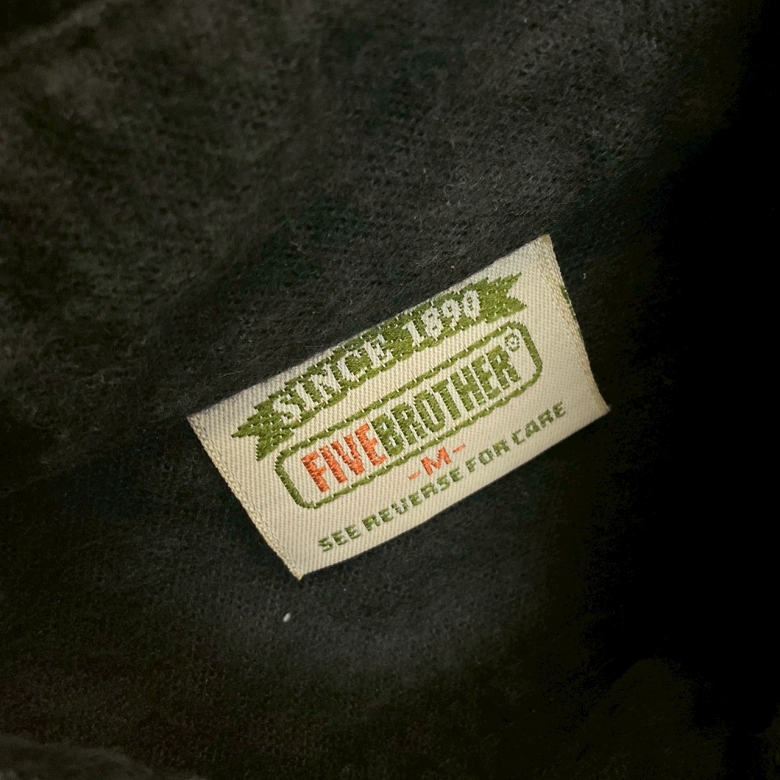 SINCE 1890
FIVEBROTHER®
-M-
SEE REVERSE FOR CARE